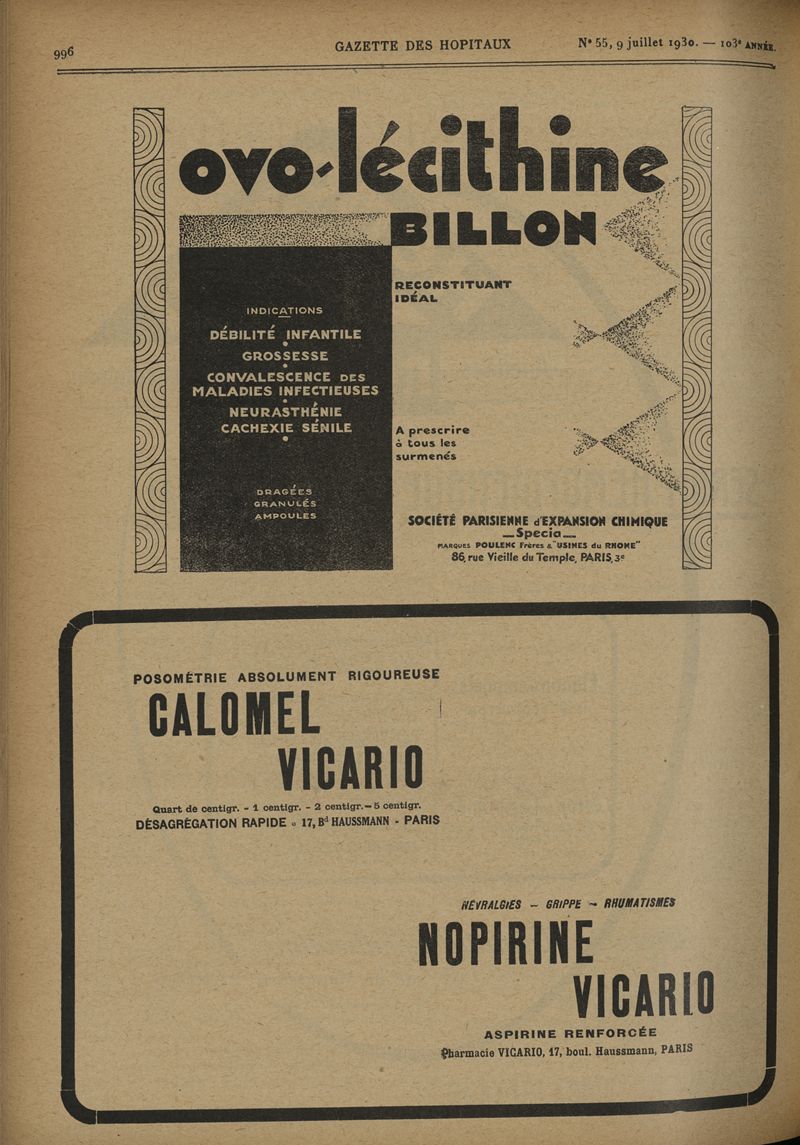 996
GAZETTE DES HOPITAUX
N° 55, 9 juillet 1930. — 103e ANNÉE.
ovo-lécithine
BILLON
INDICATIONS
DÉBILITÉ INFANTILE
GROSSESSE
CONVALESCENCE DES
MALADIES INFECTIEUSES
NEURASTHÉNIE
CACHEXIE SÉNILE
DRAGÉES
GRANULÉS
AMPOULES
RECONSTITUANT
IDÉAL
A prescrire
à tous les
surmenés
SOCIÉTÉ PARISIENNE d'EXPANSION CHIMIQUE
— Specia —
MARQUES POULENC Frères & "USINES du RHONE"
86, rue Vieille du Temple, PARIS, 3e
POSOMÉTRIE ABSOLUMENT RIGOUREUSE
CALOMEL
VICARIO
Quart de centigr. - 1 centigr. - 2 centigr. - 5 centigr.
DÉSAGRÉGATION RAPIDE - 17, Bd HAUSSMANN - PARIS
NÉVRALGIES — GRIPPE — RHUMATISMES
NOPIRINE
VICARIO
ASPIRINE RENFORCÉE
Pharmacie VICARIO, 17, boul. Haussmann, PARIS